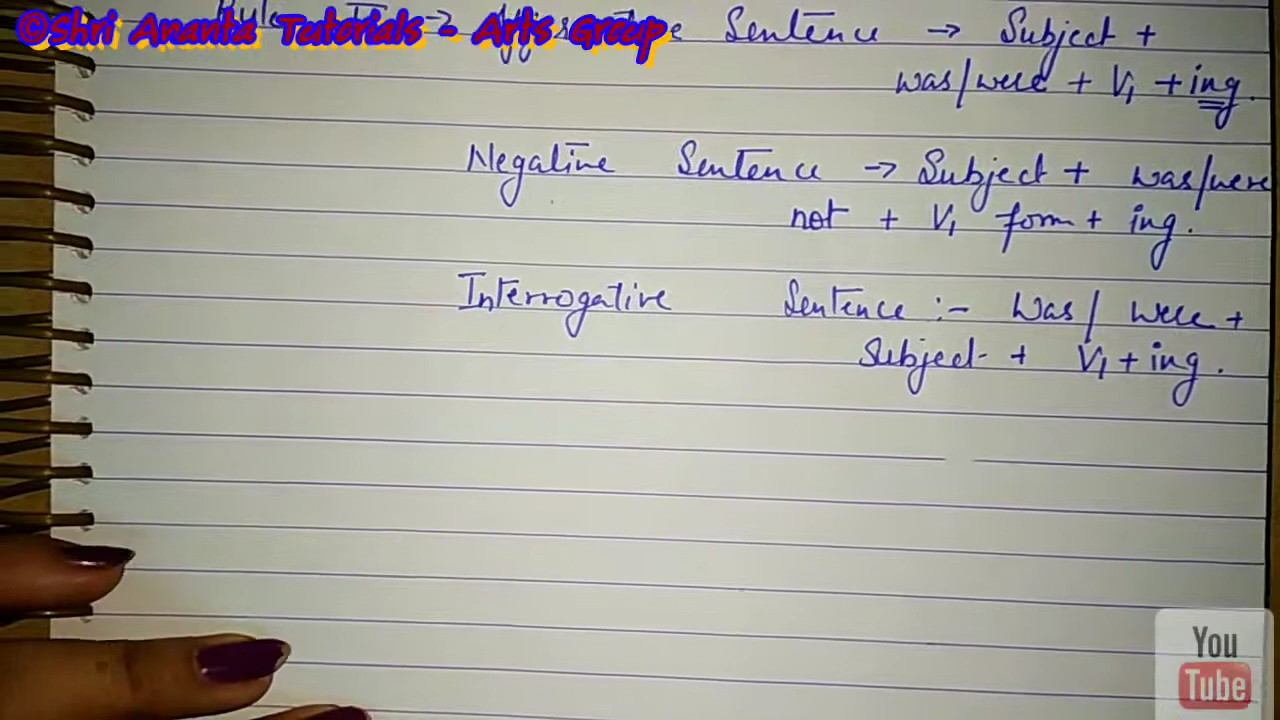 ©Shri Ananta Tutorials - Arts Group
Rule Sentence → Subject +
was/were + V1 + ing.
Negative Sentence → Subject + was/were
not + V1 form + ing.
Interrogative Sentence :- Was/ were +
Subject + V1 + ing.
You
Tube